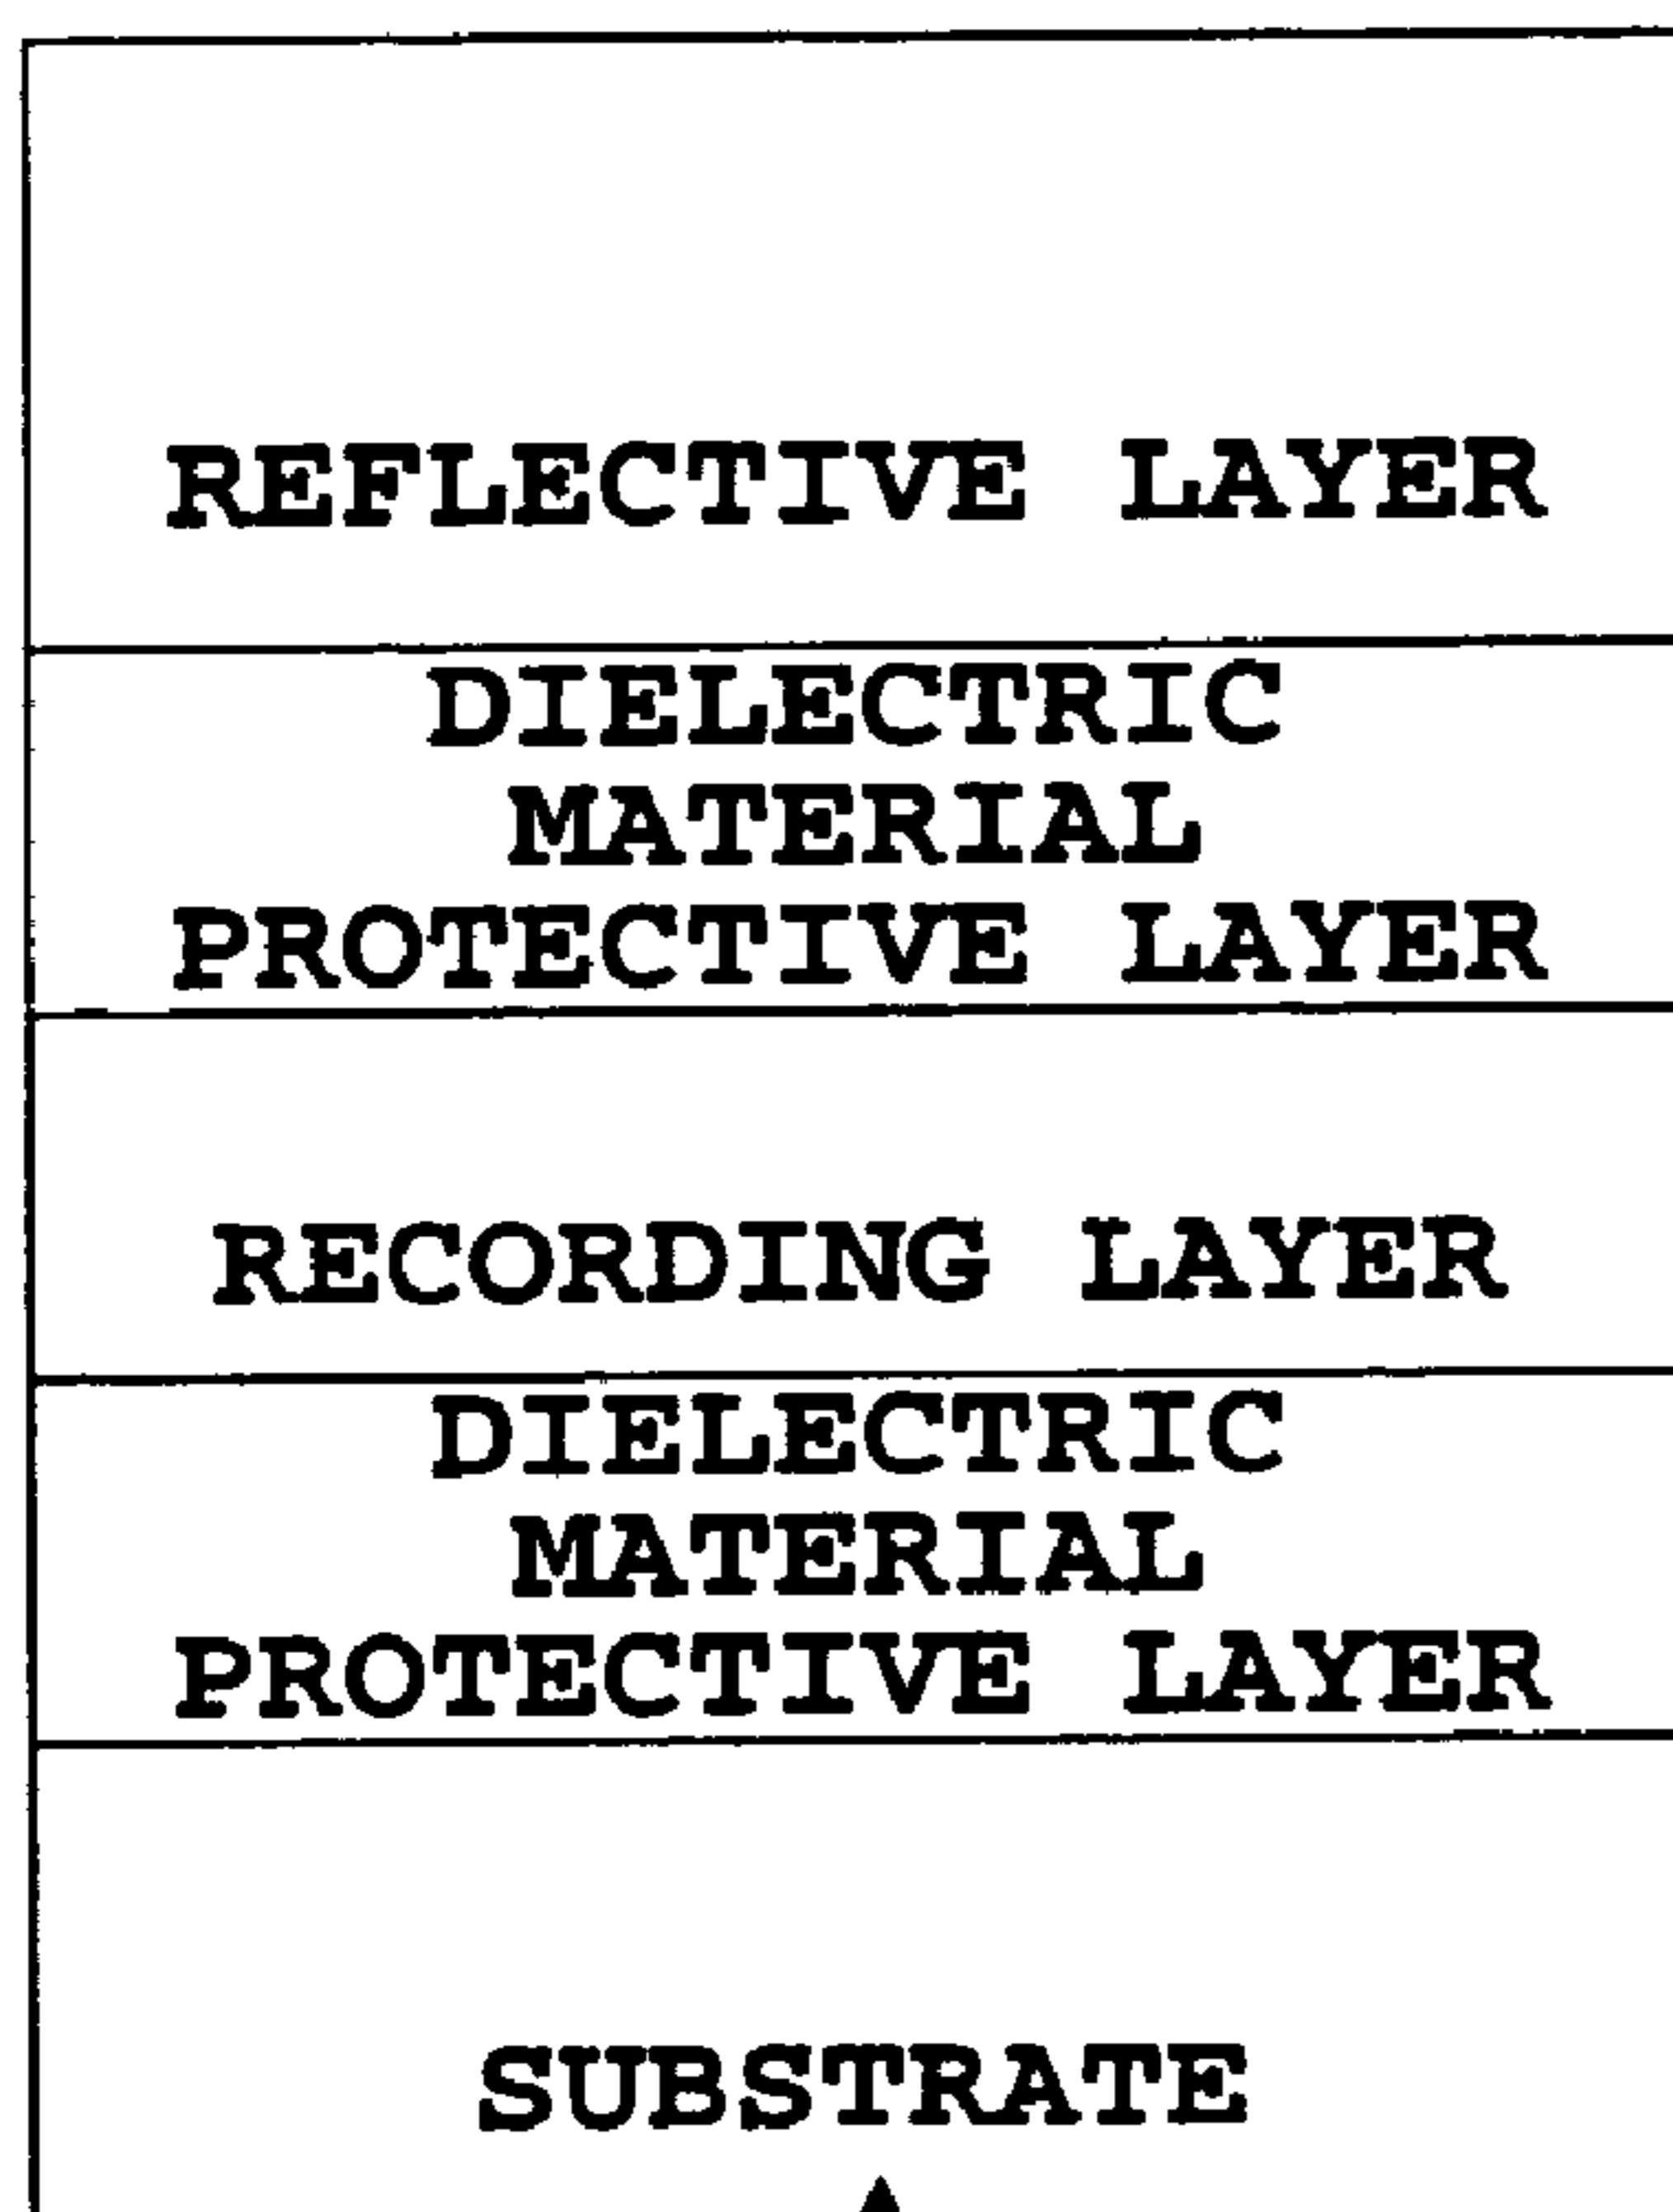 REFLECTIVE LAYER
DIELECTRIC
MATERIAL
PROTECTIVE LAYER
RECORDING LAYER
DIELECTRIC
MATERIAL
PROTECTIVE LAYER
SUBSTRATE